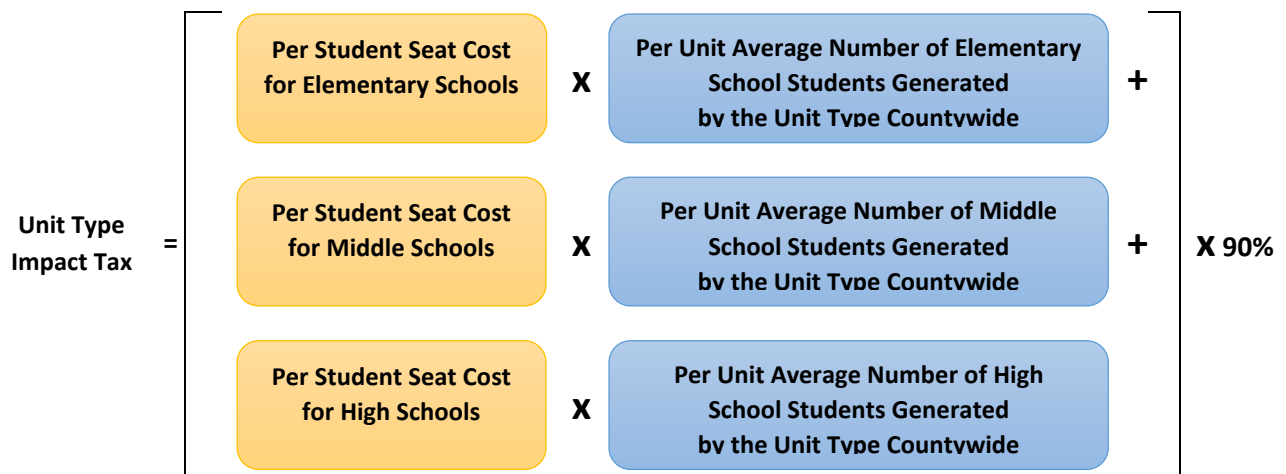 Per Student Seat Cost
for Elementary Schools
x
Per Unit Average Number of Elementary
School Students Generated
by the Unit Type Countywide
+
Unit Type
Impact Tax
=
Per Student Seat Cost
for Middle Schools
x
Per Unit Average Number of Middle
School Students Generated
by the Unit Type Countywide
+
x 90%
Per Student Seat Cost
for High Schools
x
Per Unit Average Number of High
School Students Generated
by the Unit Type Countywide